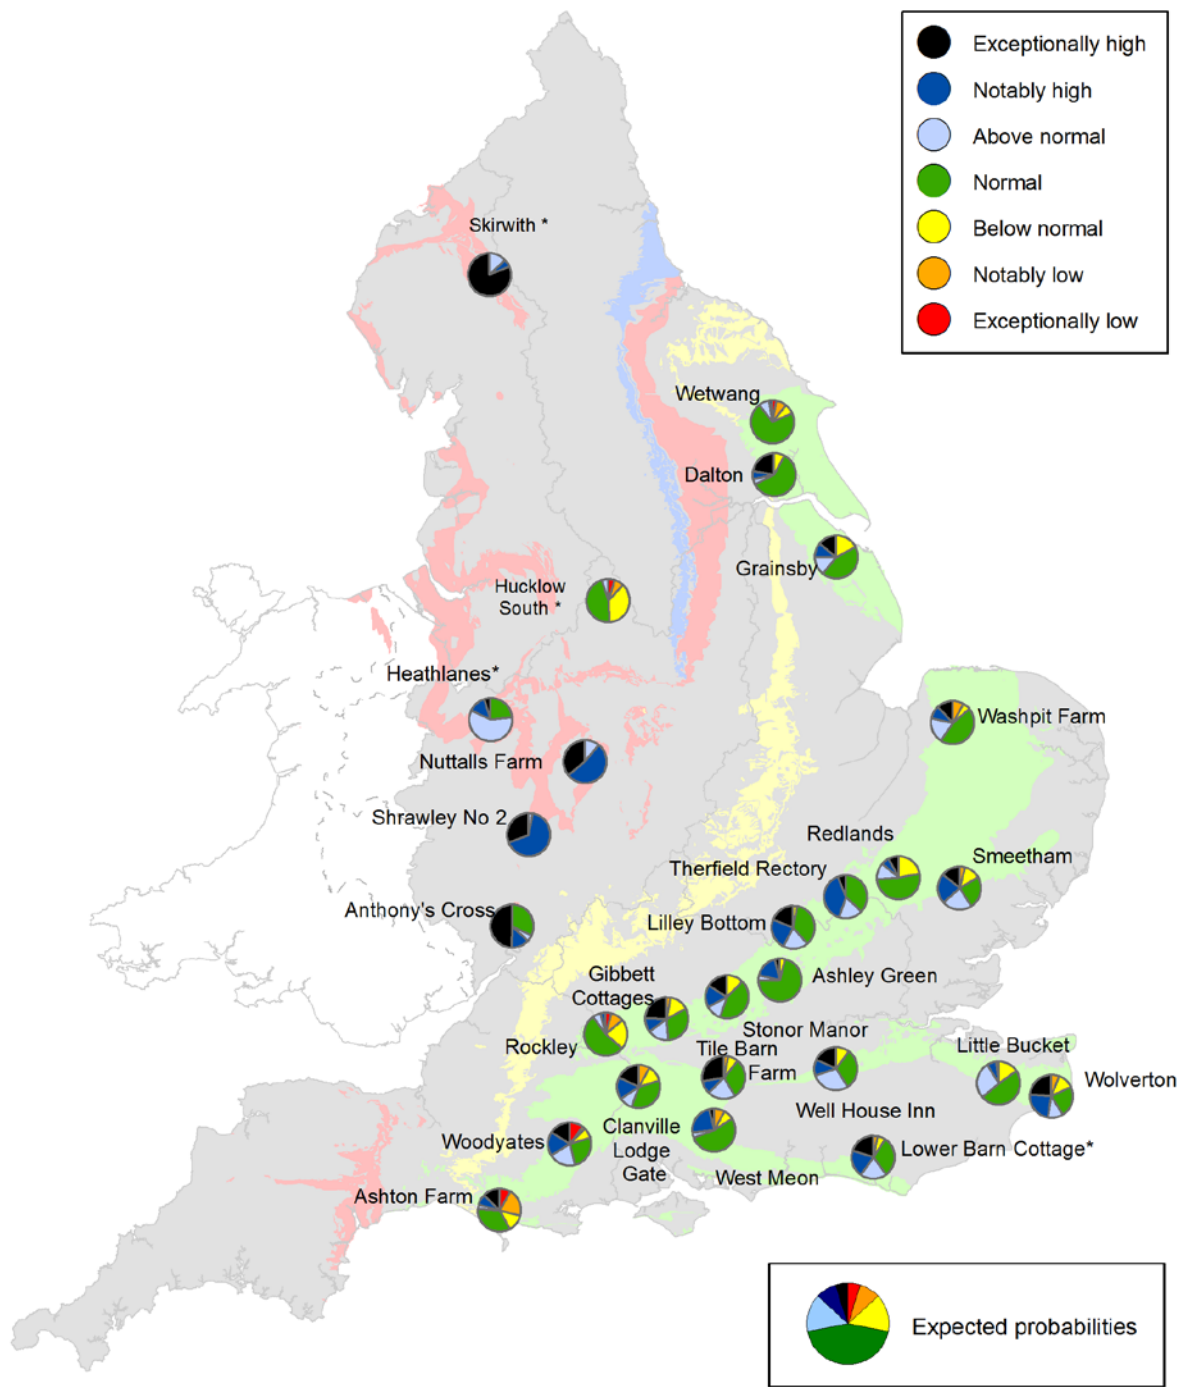 Exceptionally high
Notably high
Above normal
Normal
Below normal
Notably low
Exceptionally low
Skirwith *
Wetwang
Dalton
Grainsby
Hucklow
South *
Heathlanes*
Washpit Farm
Nuttalls Farm
Shrawley No 2
Redlands
Smeetham
Therfield Rectory
Anthony's Cross
Lilley Bottom
Gibbett
Cottages
Ashley Green
Stonor Manor
Rockley
Tile Barn
Farm
Little Bucket
Wolverton
Well House Inn
Clanville
Lodge
Gate
Woodyates
Lower Barn Cottage*
West Meon
Ashton Farm
Expected probabilities